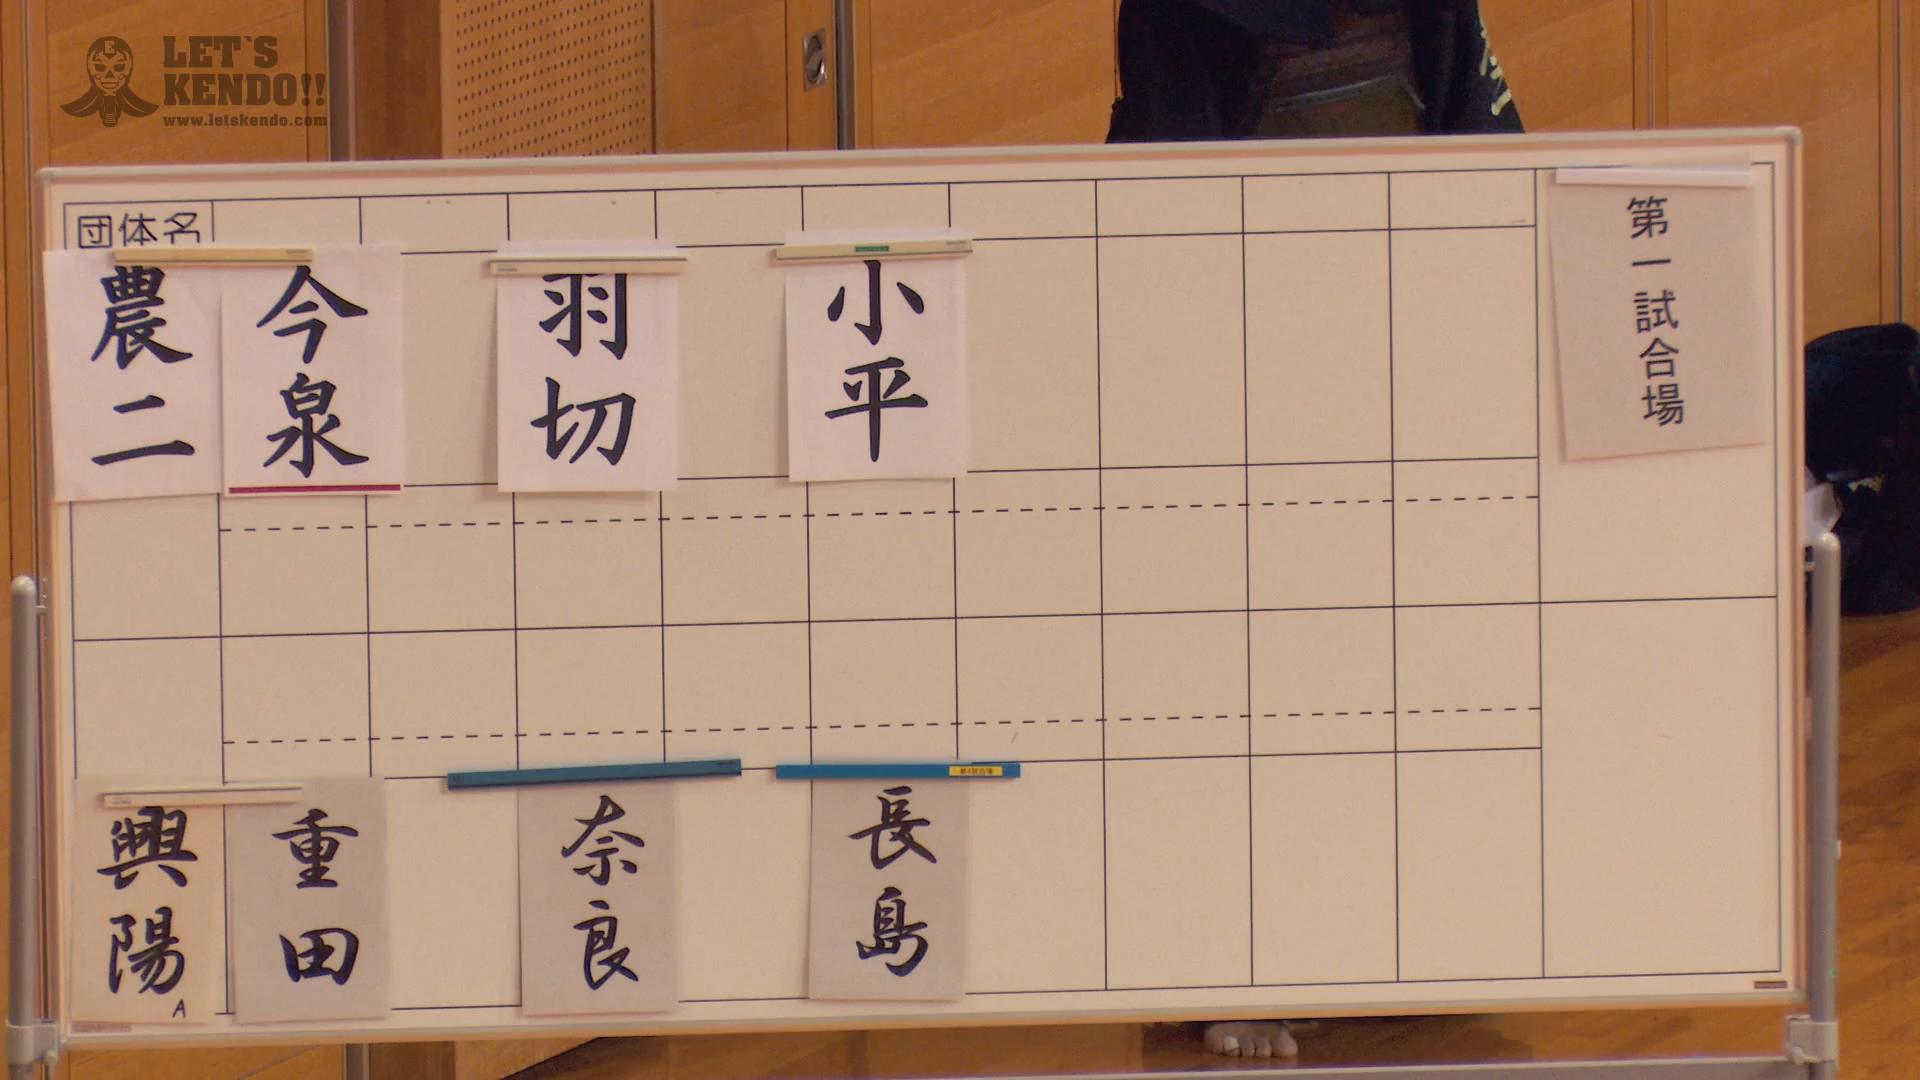 LET'S
KENDO!!
www.letskendo.com
団体名
農二
今泉
羽切
小平
第一試合場
興陽
A
重田
奈良
長島